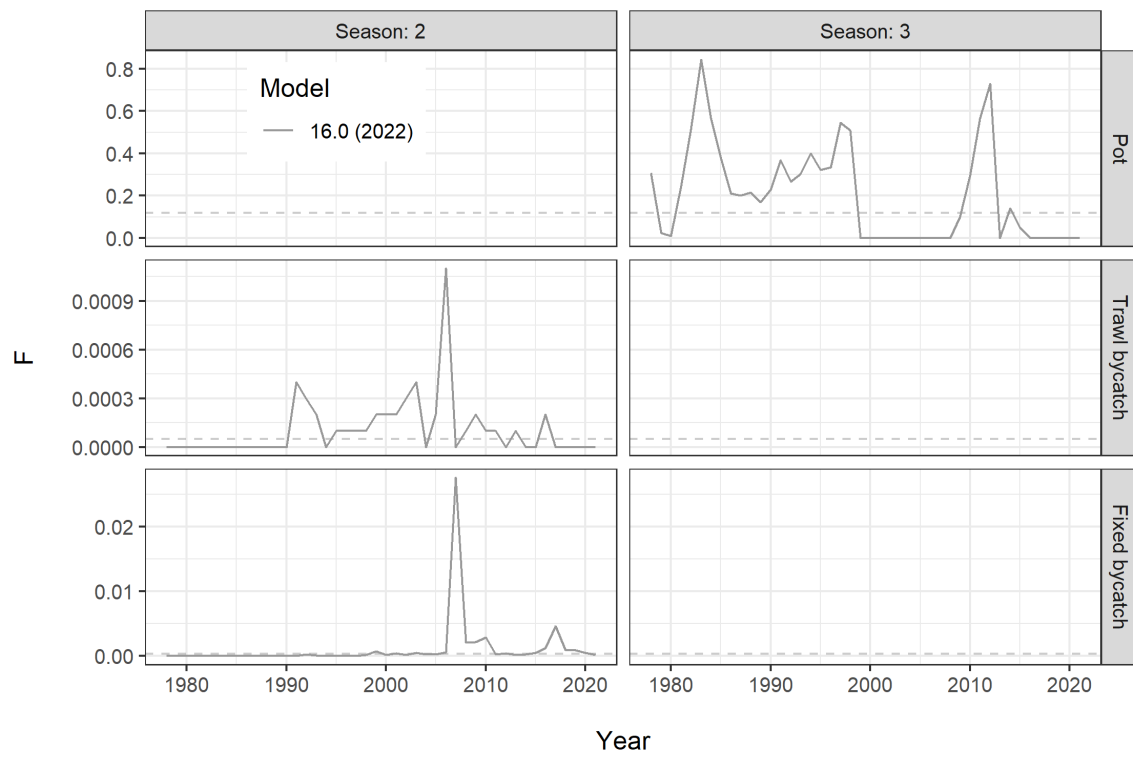 Season: 2
Season: 3
Model
16.0 (2022)
0.8
0.6
0.4
0.2
0.0
Pot
0.0009
0.0006
0.0003
0.0000
Trawl bycatch
F
0.02
0.01
0.00
Fixed bycatch
1980 1990 2000 2010 2020
1980 1990 2000 2010 2020
Year